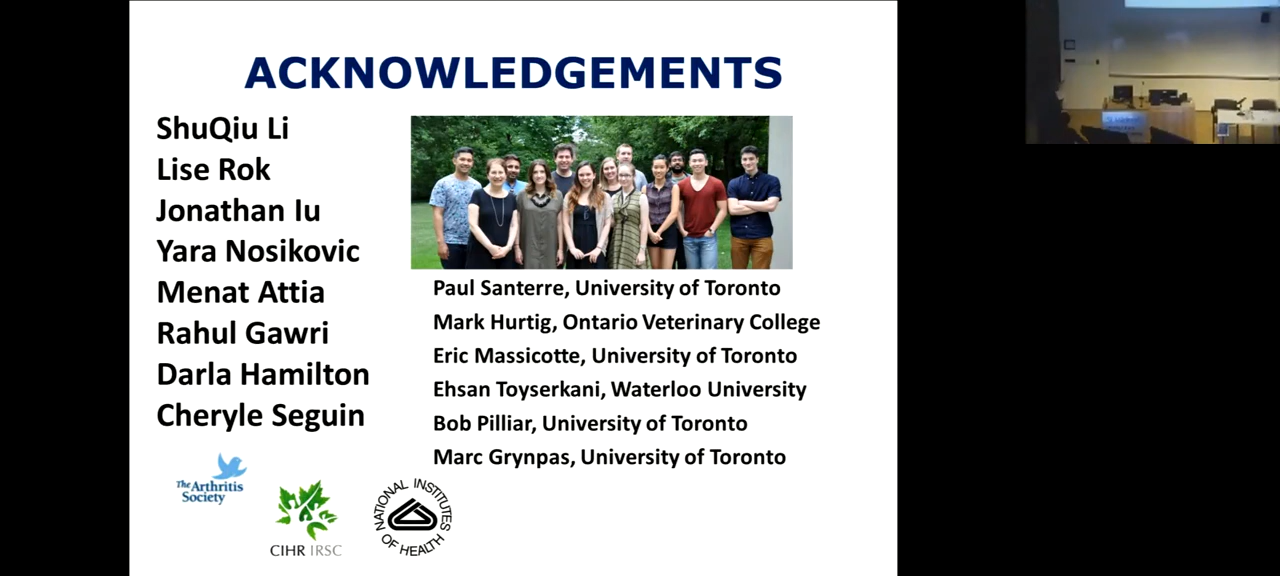 ACKNOWLEDGEMENTS
ShuQiu Li
Lise Rok
Jonathan Iu
Yara Nosikovic
Menat Attia
Rahul Gawri
Darla Hamilton
Cheryle Seguin
Paul Santerre, University of Toronto
Mark Hurtig, Ontario Veterinary College
Eric Massicotte, University of Toronto
Ehsan Toyserkani, Waterloo University
Bob Pilliar, University of Toronto
Marc Grynpas, University of Toronto
The Arthritis
Society
CIHR IRSC
NATIONAL INSTITUTES
OF HEALTH